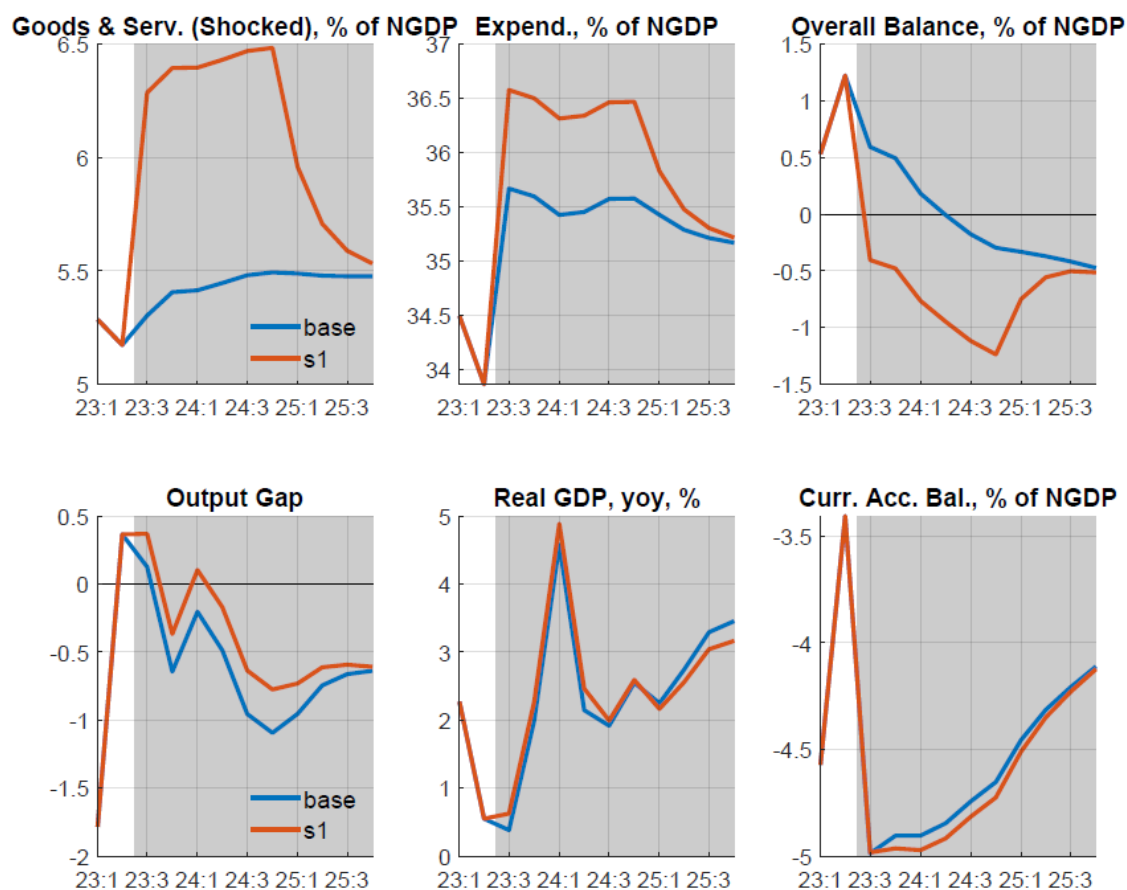 Goods & Serv. (Shocked), % of NGDP
6.5
6
5.5
5
base
s1
23:1 23:3 24:1 24:3 25:1 25:3
Expend., % of NGDP
37
36.5
36
35.5
35
34.5
34
23:1 23:3 24:1 24:3 25:1 25:3
Overall Balance, % of NGDP
1.5
1
0.5
0
-0.5
-1
-1.5
23:1 23:3 24:1 24:3 25:1 25:3
Output Gap
0.5
0
-0.5
-1
-1.5
-2
base
s1
23:1 23:3 24:1 24:3 25:1 25:3
Real GDP, yoy, %
5
4
3
2
1
0
23:1 23:3 24:1 24:3 25:1 25:3
Curr. Acc. Bal., % of NGDP
-3.5
-4
-4.5
-5
23:1 23:3 24:1 24:3 25:1 25:3